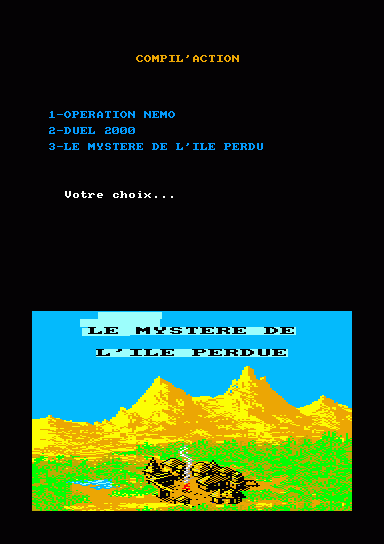 COMPIL'ACTION
1-OPERATION NEMO
2-DUEL 2000
3-LE MYSTERE DE L'ILE PERDU
Votre choix...
LE MYSTERE DE
L'ILE PERDUE